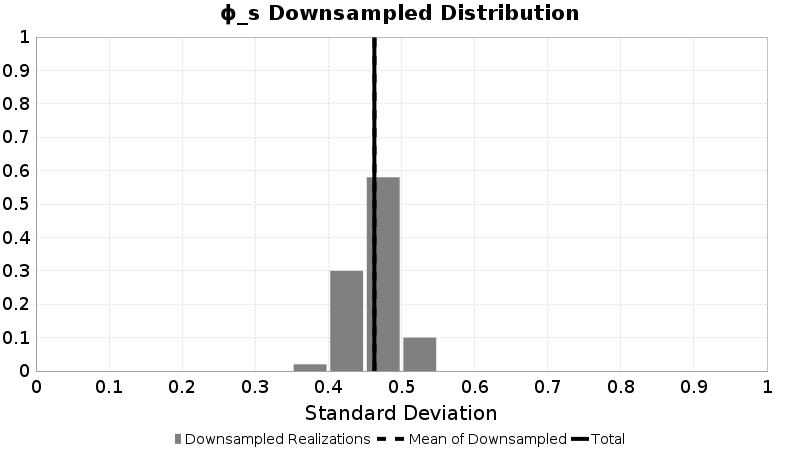 ϕ_s Downsampled Distribution
1
0.9
0.8
0.7
0.6
0.5
0.4
0.3
0.2
0.1
0
0 0.1 0.2 0.3 0.4 0.5 0.6 0.7 0.8 0.9 1
Standard Deviation
Downsampled Realizations Mean of Downsampled Total